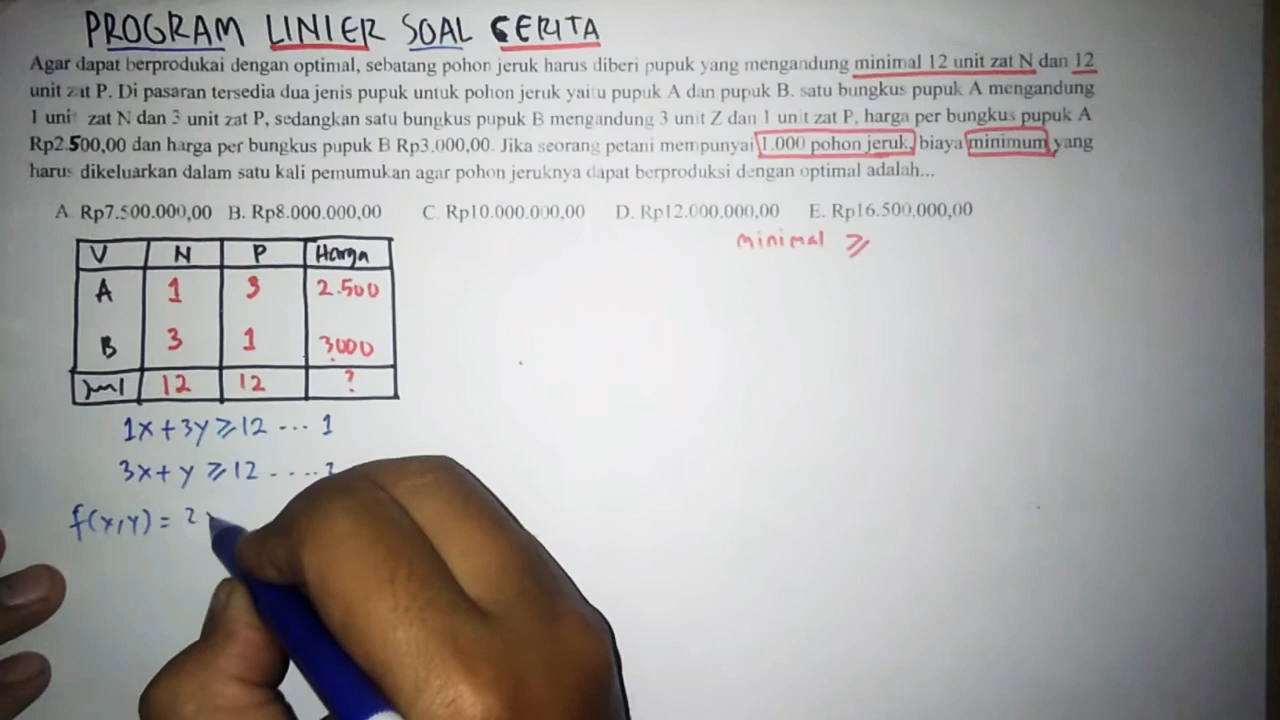 PROGRAM LINIER SOAL CERITA
Agar dapat berprodukai dengan optimal, sebatang pohon jeruk harus diberi pupuk yang mengandung minimal 12 unit zat N dan 12
unit zat P. Di pasaran tersedia dua jenis pupuk untuk pohon jeruk yaitu pupuk A dan pupuk B. satu bungkus pupuk A mengandung
1 unit zat N dan 3 unit zat P, sedangkan satu bungkus pupuk B mengandung 3 unit Z dan 1 unit zat P, harga per bungkus pupuk A
Rp2.500,00 dan harga per bungkus pupuk B Rp3.000,00. Jika seorang petani mempunyai 1.000 pohon jeruk, biaya minimum yang
harus dikeluarkan dalam satu kali pemumukan agar pohon jeruknya dapat berproduksi dengan optimal adalah...
A. Rp7.500.000,00 B. Rp8.000.000,00 C. Rp10.000.000,00 D. Rp12.000.000,00 E. Rp16.500,000,00
minimal ≥
V N P Harga
A 1 3 2.500
B 3 1 3000
Juml 12 12 ?
1x+3y≥12 ... 1
3x+y≥12 ....2
f(x,y) = 2